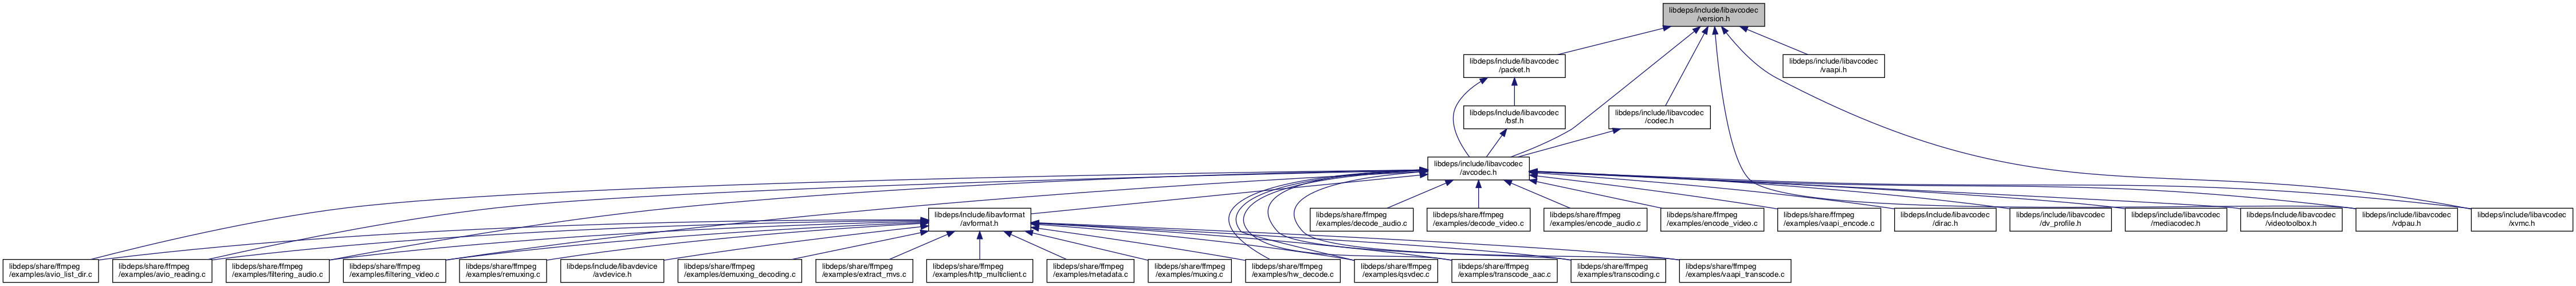 libdeps/include/libavcodec
/version.h
libdeps/include/libavcodec
/packet.h
libdeps/include/libavcodec
/vaapi.h
libdeps/include/libavcodec
/bsf.h
libdeps/include/libavcodec
/codec.h
libdeps/include/libavcodec
/avcodec.h
libdeps/include/libavformat
/avformat.h
libdeps/share/ffmpeg
/examples/decode_audio.c
libdeps/share/ffmpeg
/examples/decode_video.c
libdeps/share/ffmpeg
/examples/encode_audio.c
libdeps/share/ffmpeg
/examples/encode_video.c
libdeps/share/ffmpeg
/examples/vaapi_encode.c
libdeps/include/libavcodec
/dirac.h
libdeps/include/libavcodec
/dv_profile.h
libdeps/include/libavcodec
/mediacodec.h
libdeps/include/libavcodec
/videotoolbox.h
libdeps/include/libavcodec
/vdpau.h
libdeps/include/libavcodec
/xvmc.h
libdeps/share/ffmpeg
/examples/avio_list_dir.c
libdeps/share/ffmpeg
/examples/avio_reading.c
libdeps/share/ffmpeg
/examples/filtering_audio.c
libdeps/share/ffmpeg
/examples/filtering_video.c
libdeps/share/ffmpeg
/examples/remuxing.c
libdeps/include/libavdevice
/avdevice.h
libdeps/share/ffmpeg
/examples/demuxing_decoding.c
libdeps/share/ffmpeg
/examples/extract_mvs.c
libdeps/share/ffmpeg
/examples/http_multiclient.c
libdeps/share/ffmpeg
/examples/metadata.c
libdeps/share/ffmpeg
/examples/muxing.c
libdeps/share/ffmpeg
/examples/hw_decode.c
libdeps/share/ffmpeg
/examples/qsvdec.c
libdeps/share/ffmpeg
/examples/transcode_aac.c
libdeps/share/ffmpeg
/examples/transcoding.c
libdeps/share/ffmpeg
/examples/vaapi_transcode.c